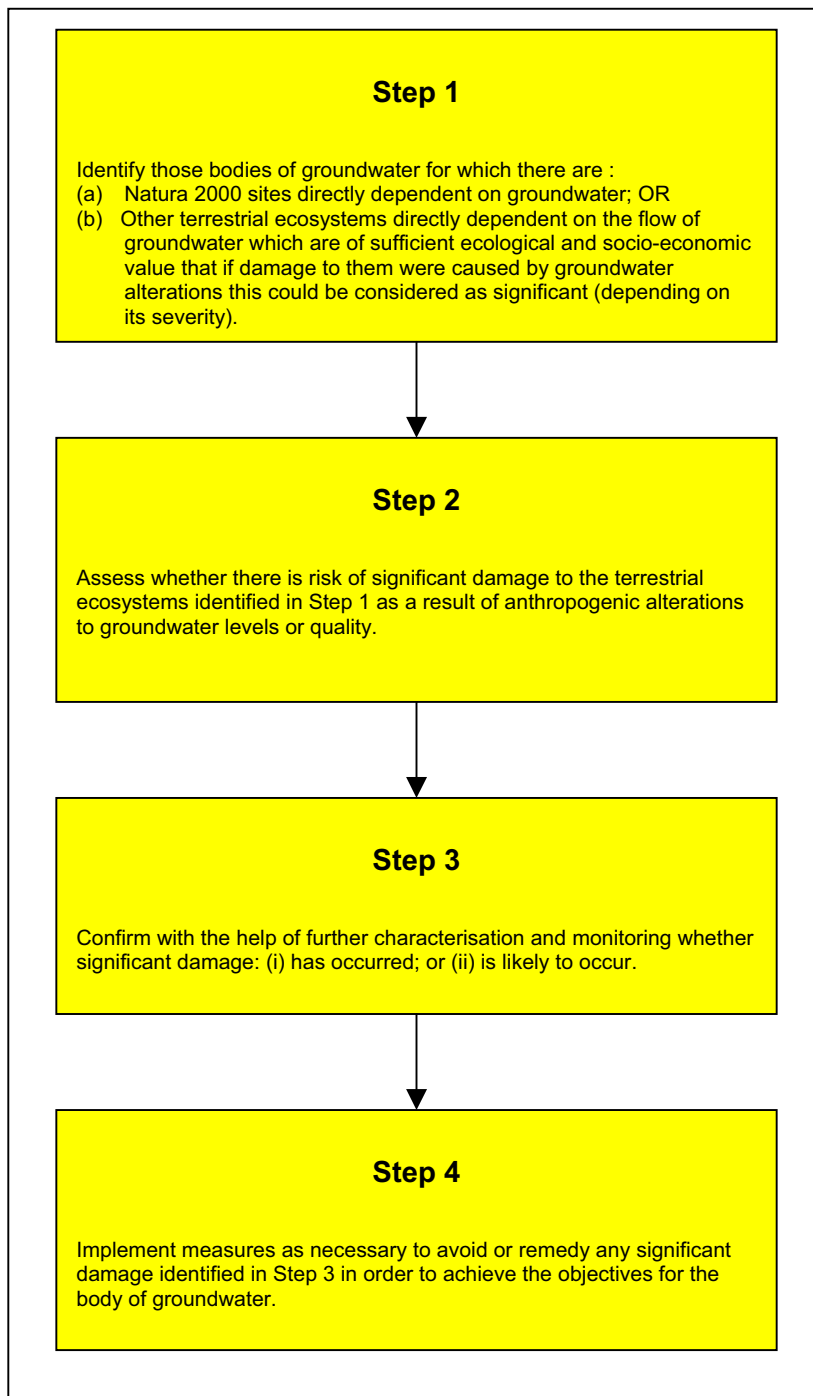 Step 1
Identify those bodies of groundwater for which there are :
(a) Natura 2000 sites directly dependent on groundwater; OR
(b) Other terrestrial ecosystems directly dependent on the flow of
groundwater which are of sufficient ecological and socio-economic
value that if damage to them were caused by groundwater
alterations this could be considered as significant (depending on
its severity).
Step 2
Assess whether there is risk of significant damage to the terrestrial
ecosystems identified in Step 1 as a result of anthropogenic alterations
to groundwater levels or quality.
Step 3
Confirm with the help of further characterisation and monitoring whether
significant damage: (i) has occurred; or (ii) is likely to occur.
Step 4
Implement measures as necessary to avoid or remedy any significant
damage identified in Step 3 in order to achieve the objectives for the
body of groundwater.